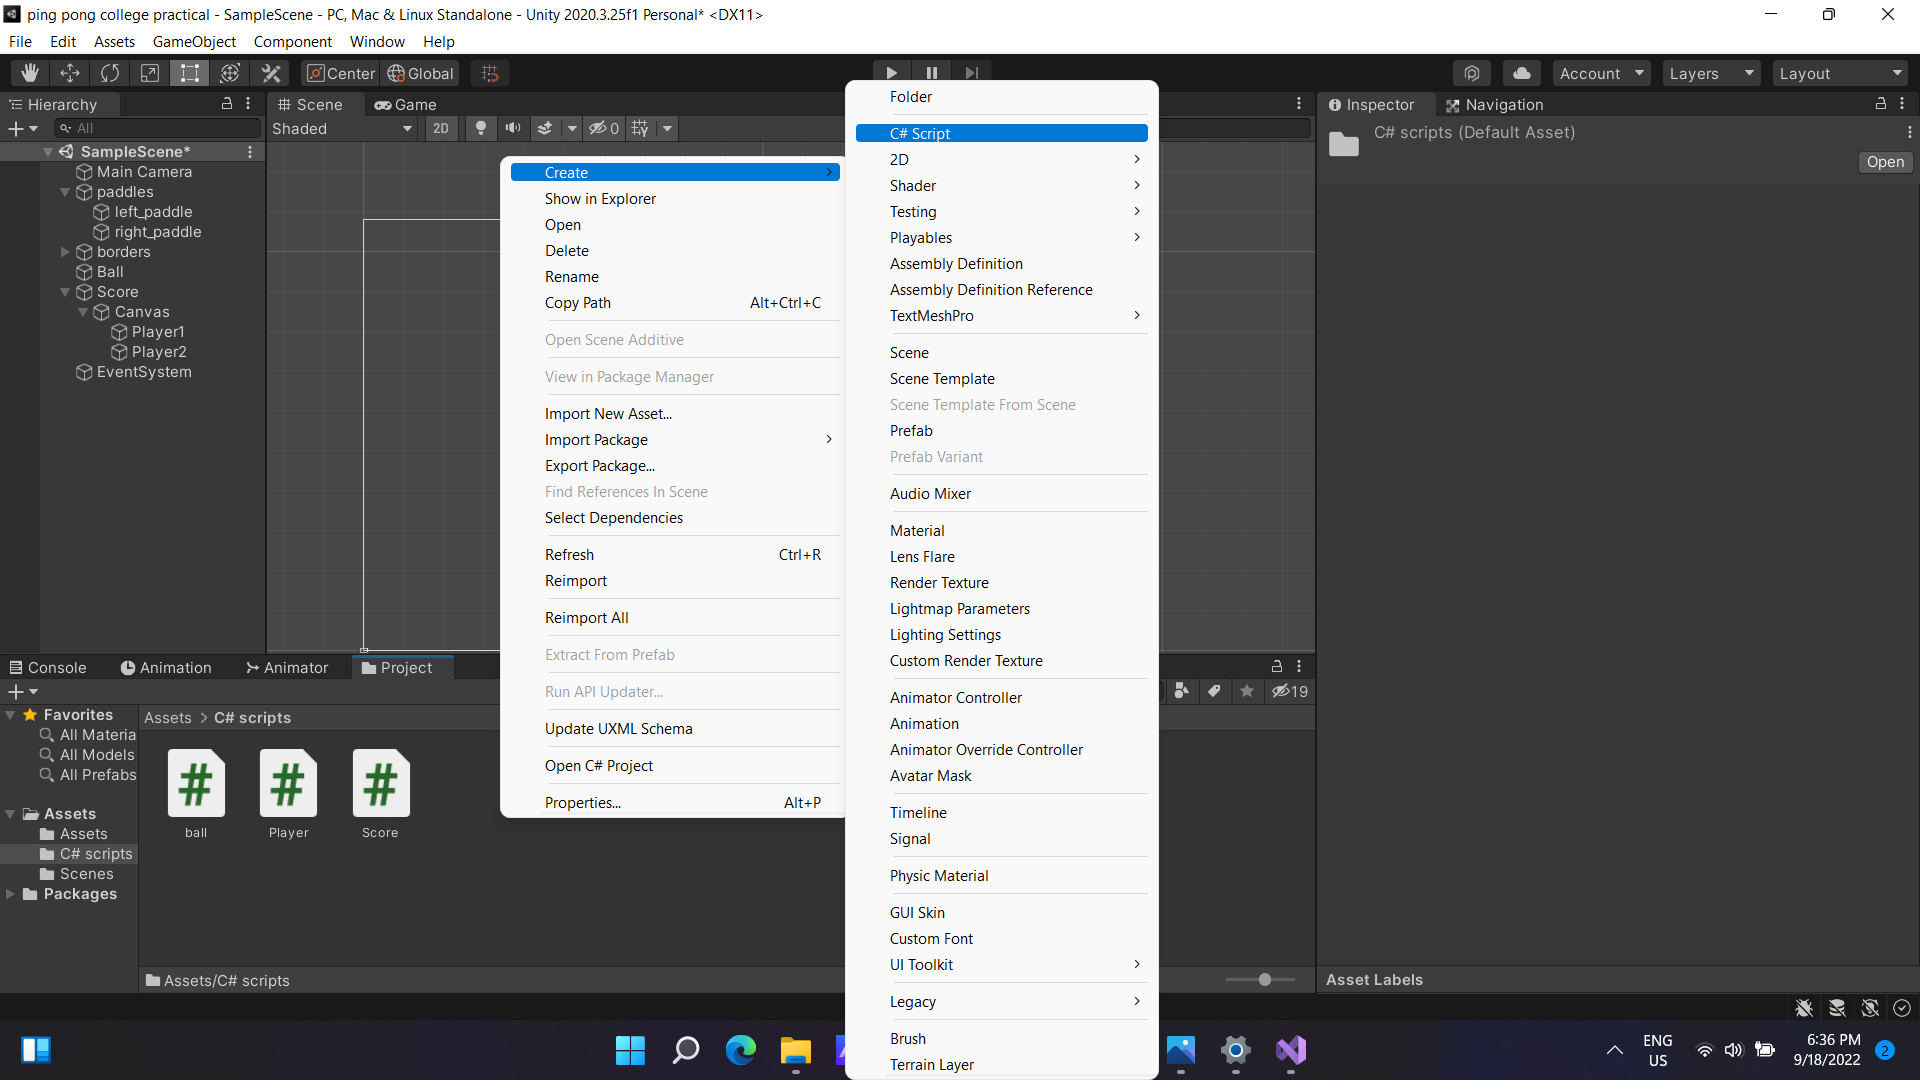 ping pong college practical - SampleScene - PC, Mac & Linux Standalone - Unity 2020.3.25f1 Personal* <DX11>
File Edit Assets GameObject Component Window Help
Center Global Account Layers Layout
Hierarchy
All
SampleScene*
Main Camera
paddles
left_paddle
right_paddle
borders
Ball
Score
Canvas
Player1
Player2
EventSystem
Scene Game
Shaded 2D 0
Create
Show in Explorer
Open
Delete
Rename
Copy Path Alt+Ctrl+C
Open Scene Additive
View in Package Manager
Import New Asset...
Import Package
Export Package...
Find References In Scene
Select Dependencies
Refresh Ctrl+R
Reimport
Reimport All
Extract From Prefab
Run API Updater...
Update UXML Schema
Open C# Project
Properties... Alt+P
Folder
C# Script
2D
Shader
Testing
Playables
Assembly Definition
Assembly Definition Reference
TextMeshPro
Scene
Scene Template
Scene Template From Scene
Prefab
Prefab Variant
Audio Mixer
Material
Lens Flare
Render Texture
Lightmap Parameters
Lighting Settings
Custom Render Texture
Animator Controller
Animation
Animator Override Controller
Avatar Mask
Timeline
Signal
Physic Material
GUI Skin
Custom Font
UI Toolkit
Legacy
Brush
Terrain Layer
Inspector Navigation
C# scripts (Default Asset)
Open
Asset Labels
Console Animation Animator Project
19
Favorites
All Materia
All Models
All Prefabs
Assets
Assets
C# scripts
Scenes
Packages
Assets > C# scripts
ball Player Score
Assets/C# scripts
ENG
US
6:36 PM
9/18/2022
2